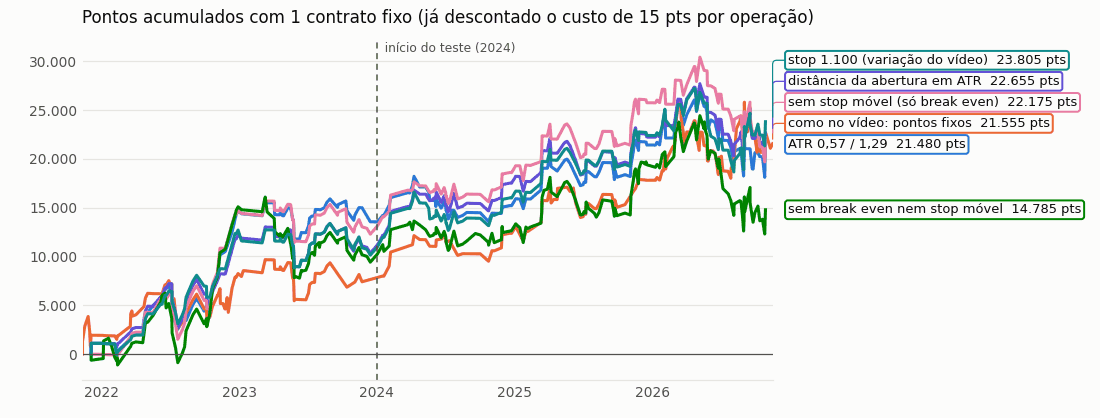 Pontos acumulados com 1 contrato fixo (já descontado o custo de 15 pts por operação)
início do teste (2024)
30.000
25.000
20.000
15.000
10.000
5.000
0
2022
2023
2024
2025
2026
stop 1.100 (variação do vídeo) 23.805 pts
distância da abertura em ATR 22.655 pts
sem stop móvel (só break even) 22.175 pts
como no vídeo: pontos fixos 21.555 pts
ATR 0,57 / 1,29 21.480 pts
sem break even nem stop móvel 14.785 pts